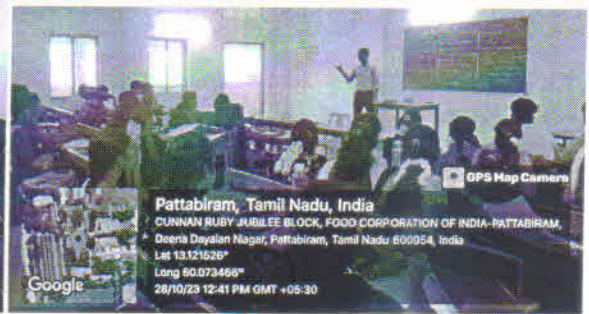 GPS Map Camera
Pattabiram, Tamil Nadu, India
CUNNAN RUBY JUBILEE BLOCK, FOOD CORPORATION OF INDIA-PATTABIRAM,
Deena Dayalan Nagar, Pattabiram, Tamil Nadu 600054, India
Lat 13.121526°
Long 80.073466°
28/10/23 12:41 PM GMT +05:30
Google